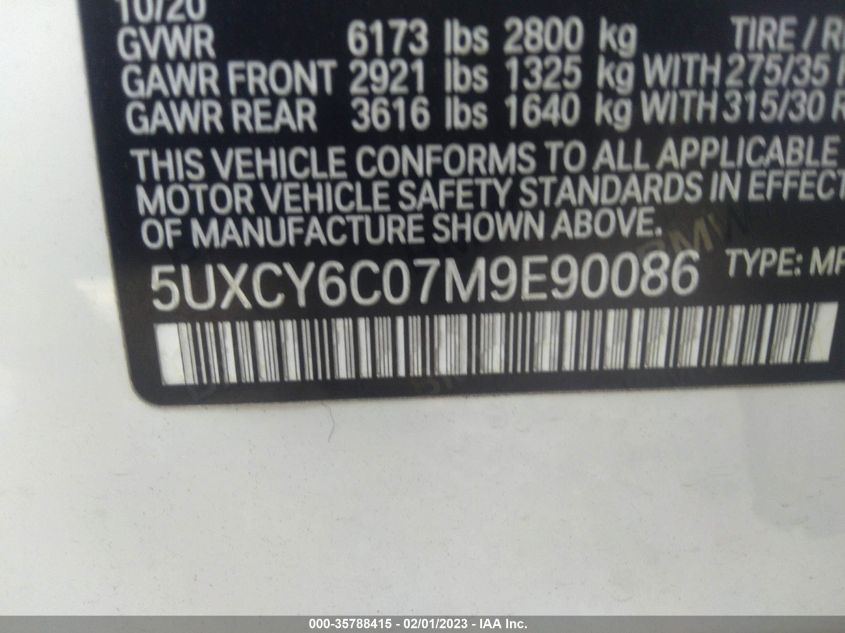 10/20
GVWR 6173 lbs 2800 kg TIRE / RI
GAWR FRONT 2921 lbs 1325 kg WITH 275/35 R
GAWR REAR 3616 lbs 1640 kg WITH 315/30 R
THIS VEHICLE CONFORMS TO ALL APPLICABLE
MOTOR VEHICLE SAFETY STANDARDS IN EFFECT
OF MANUFACTURE SHOWN ABOVE.
5UXCY6C07M9E90086 TYPE: MP
000-35788415 - 02/01/2023 - IAA Inc.